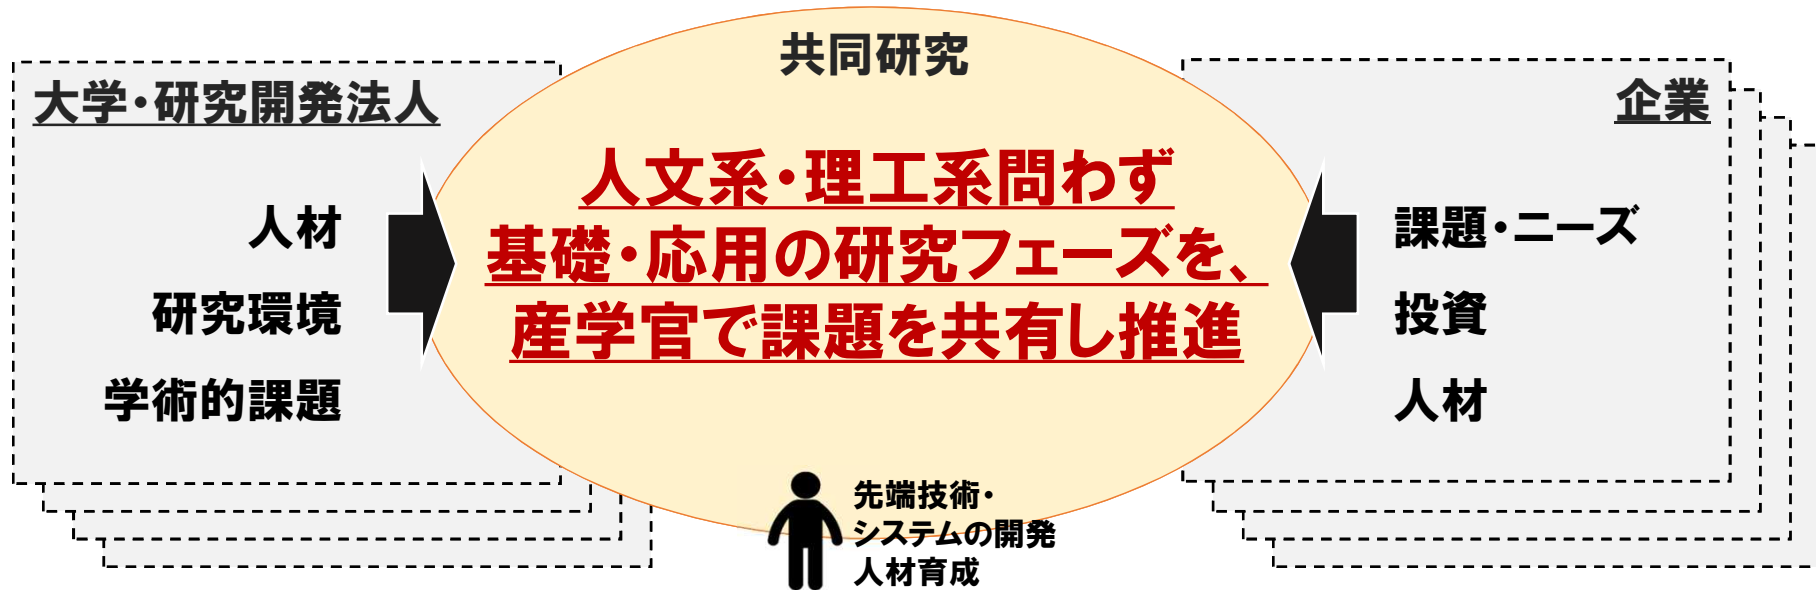 共同研究
大学・研究開発法人
人材
研究環境
学術的課題
人文系・理工系問わず
基礎・応用の研究フェーズを、
産学官で課題を共有し推進
企業
課題・ニーズ
投資
人材
先端技術・
システムの開発
人材育成